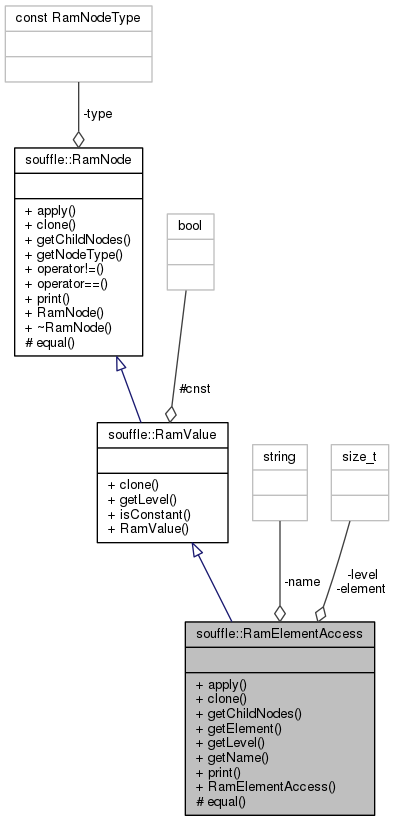 const RamNodeType
-type
souffle::RamNode
+ apply()
+ clone()
+ getChildNodes()
+ getNodeType()
+ operator!=()
+ operator==()
+ print()
+ RamNode()
+ ~RamNode()
# equal()
bool
#cnst
souffle::RamValue
+ clone()
+ getLevel()
+ isConstant()
+ RamValue()
string
size_t
-name
-level
-element
souffle::RamElementAccess
+ apply()
+ clone()
+ getChildNodes()
+ getElement()
+ getLevel()
+ getName()
+ print()
+ RamElementAccess()
# equal()